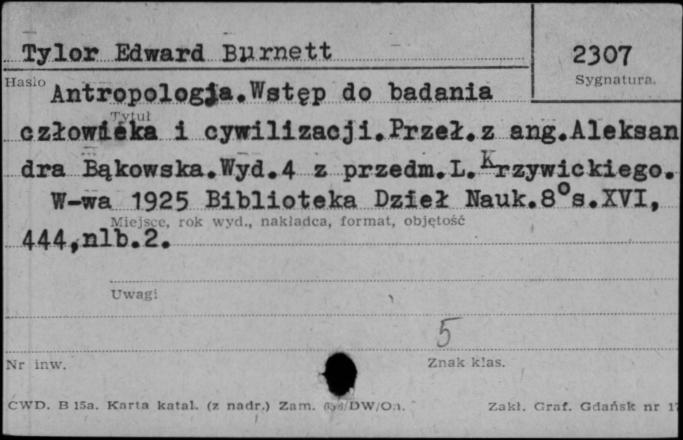 Tylor Edward Burnett
2307
Hasło
Sygnatura.
Antropologja.Wstęp do badania
Tytuł
człowieka i cywilizacji.Przeł.z ang.Aleksan
dra Bąkowska.Wyd.4 z przedm.L.Krzywickiego.
W-wa 1925 Biblioteka Dzieł Nauk.8°s.XVI,
Miejsce, rok wyd., nakładca, format, objętość
444,nlb.2.
Uwagi
5
Nr inw.
Znak klas.
CWD. B 15a. Karta katal. (z nadr.) Zam. /DW/On.
Zakł. Graf. Gdańsk nr